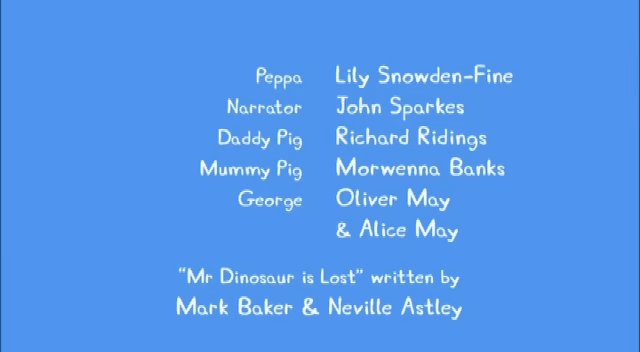 Peppa Lily Snowden-Fine
Narrator John Sparkes
Daddy Pig Richard Ridings
Mummy Pig Morwenna Banks
George Oliver May
& Alice May
"Mr Dinosaur is Lost" written by
Mark Baker & Neville Astley